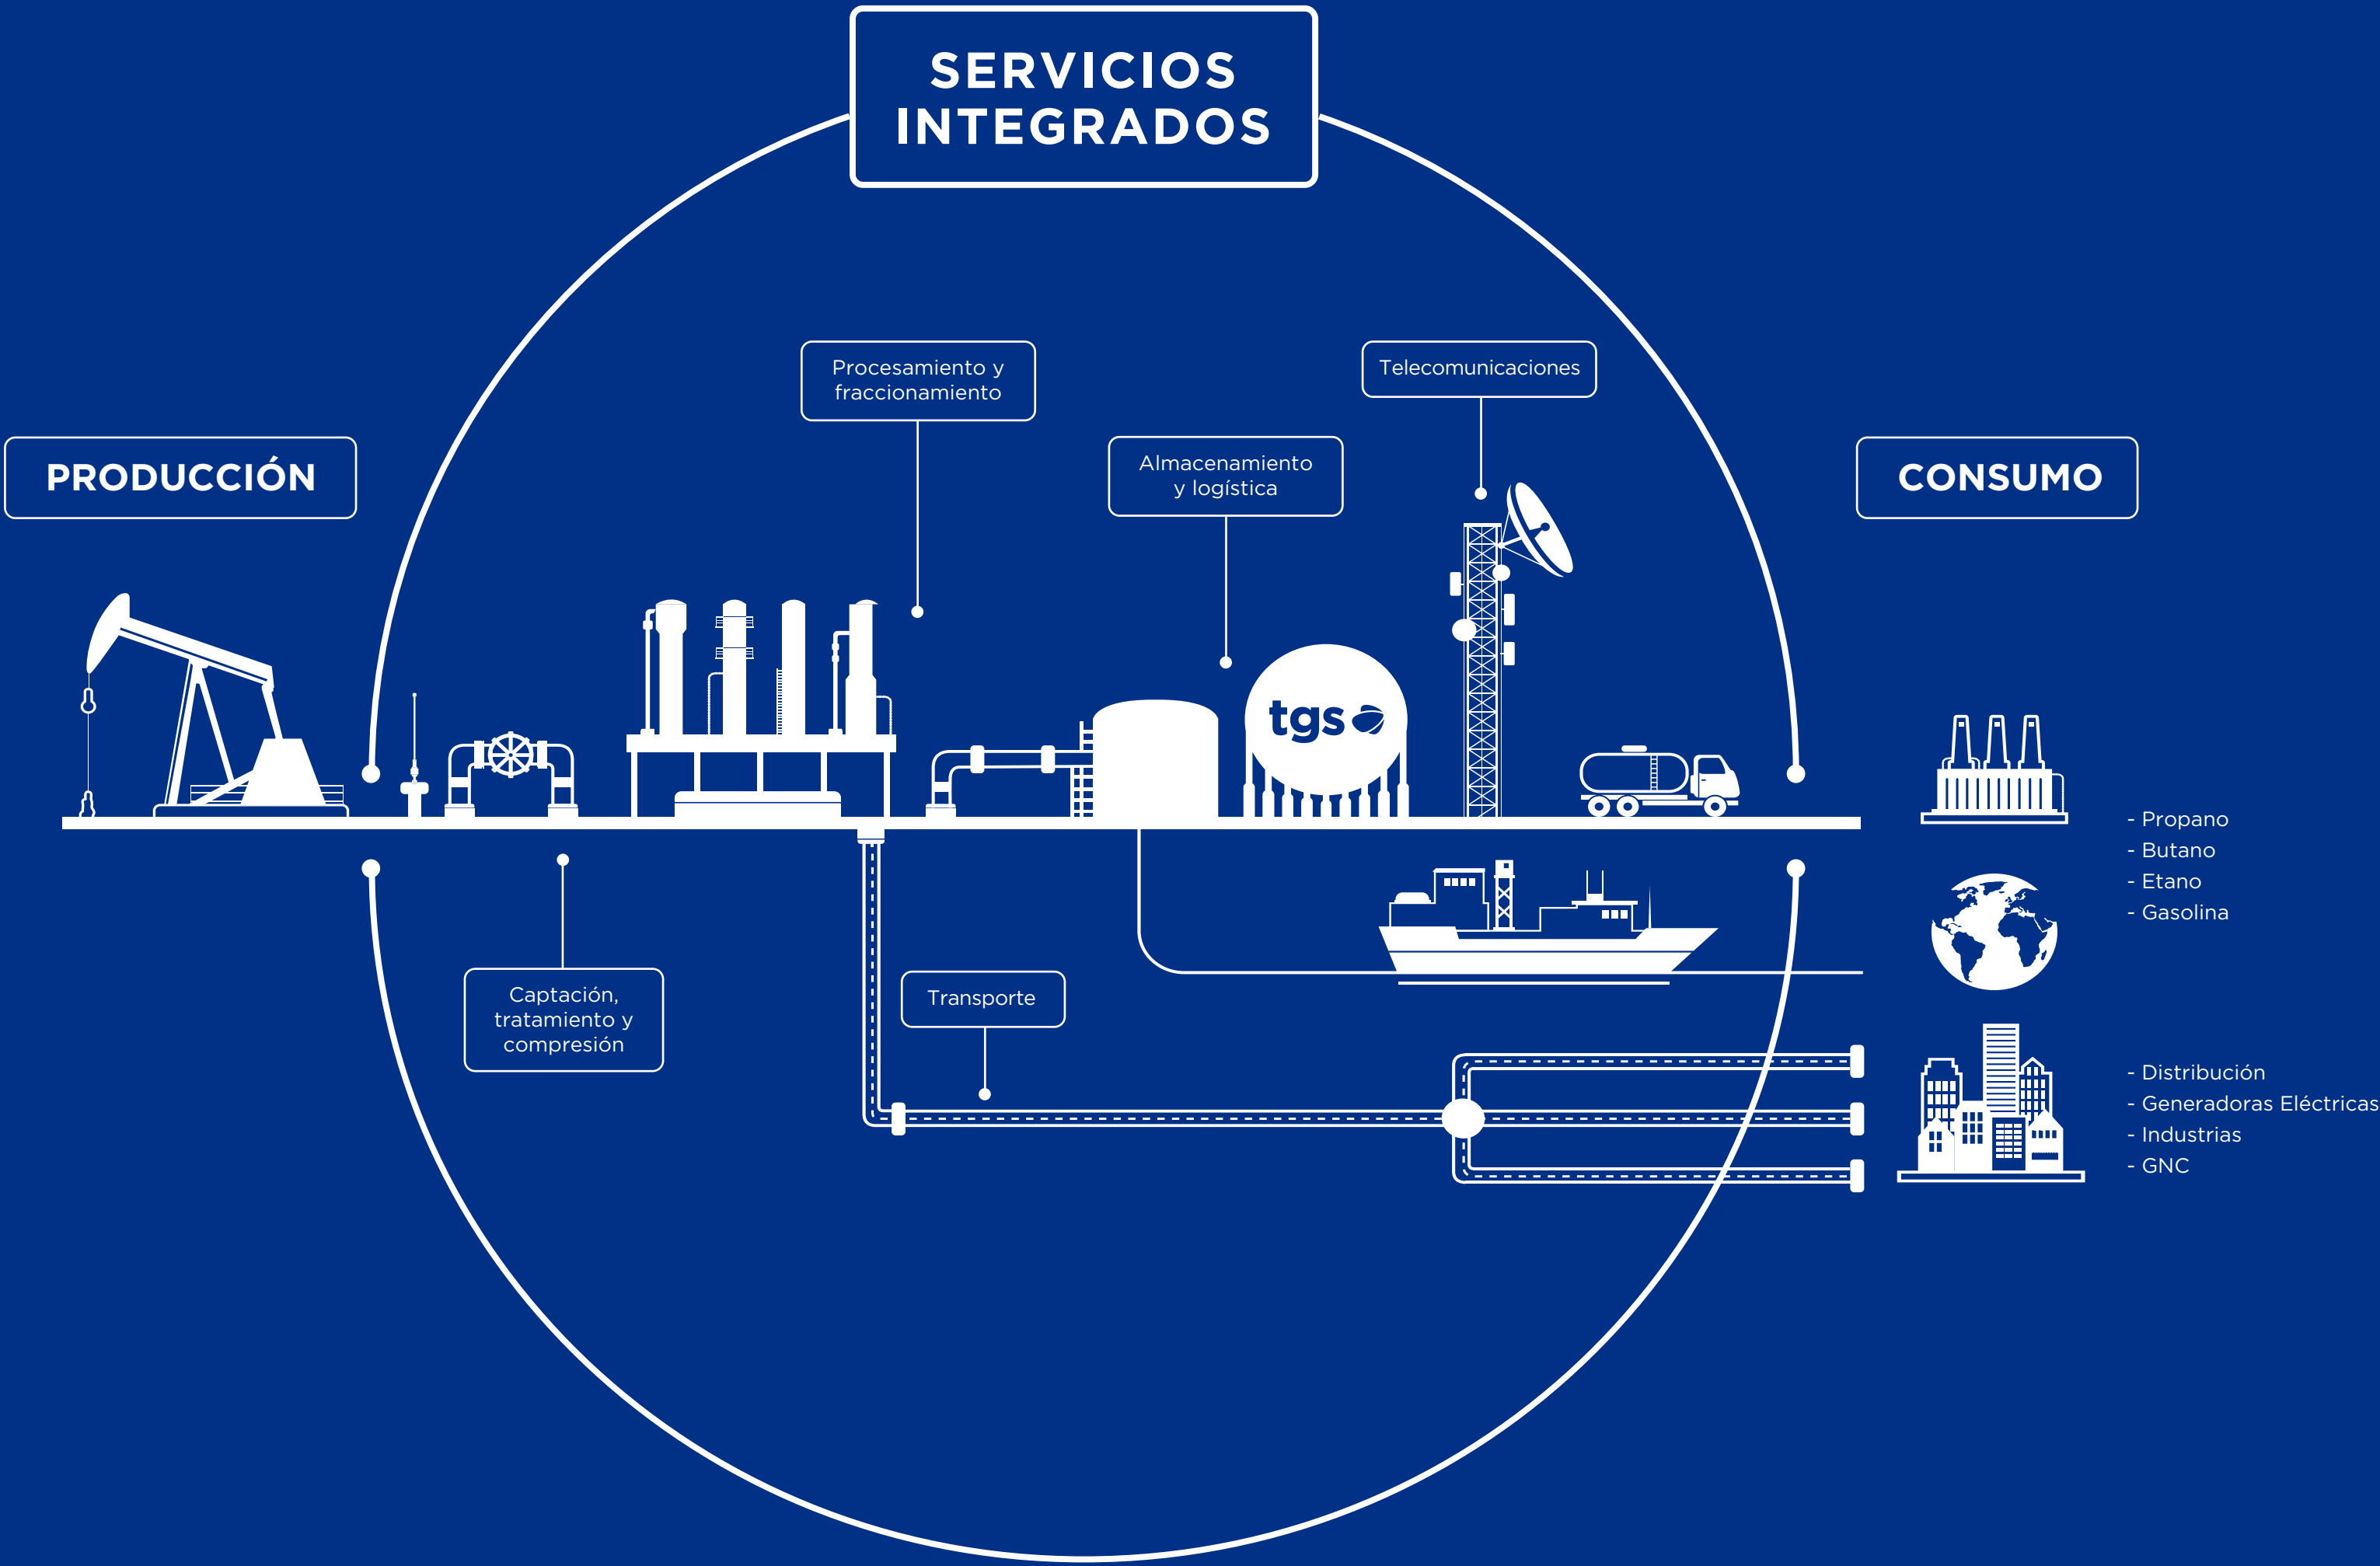 SERVICIOS
INTEGRADOS
Procesamiento y
fraccionamiento
Telecomunicaciones
PRODUCCIÓN
Almacenamiento
y logística
CONSUMO
tgs
- Propano
- Butano
- Etano
- Gasolina
Captación,
tratamiento y
compresión
Transporte
- Distribución
- Generadoras Eléctricas
- Industrias
- GNC